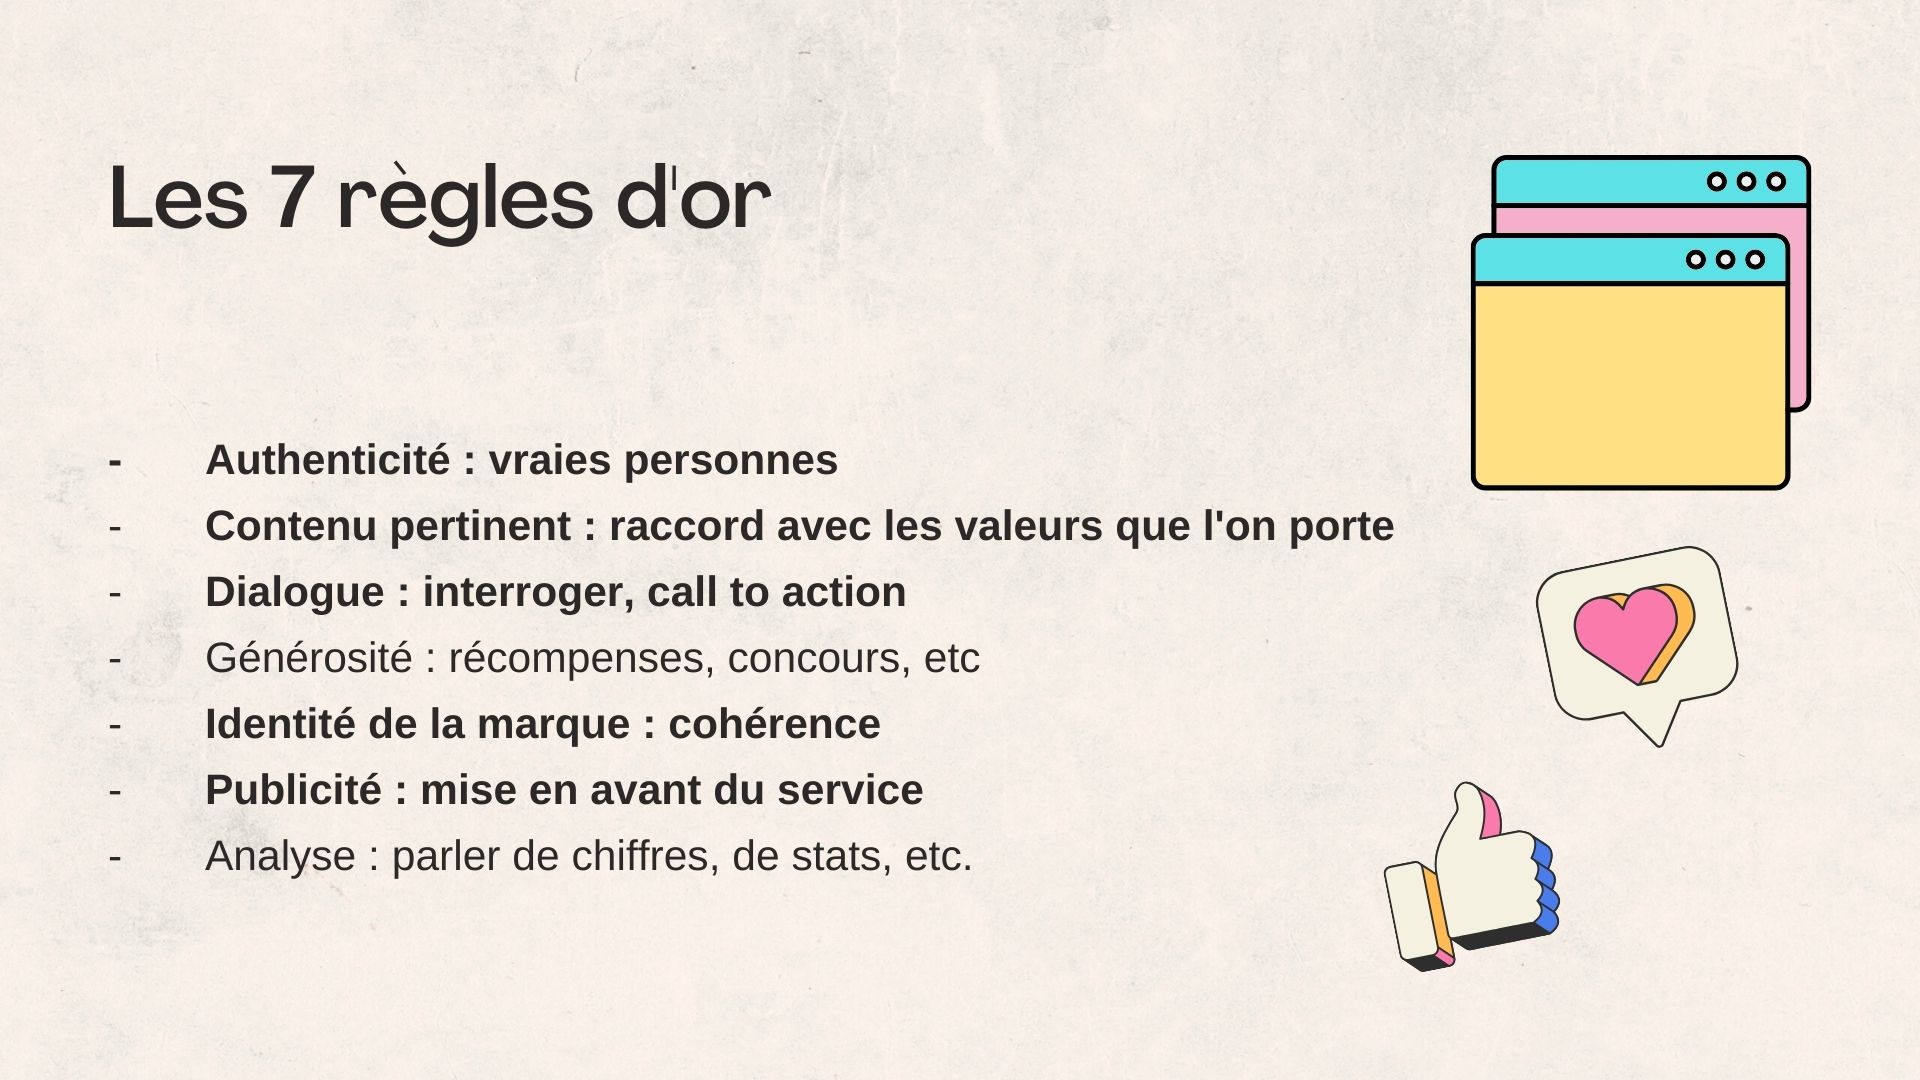 Les 7 règles d'or
- Authenticité : vraies personnes
- Contenu pertinent : raccord avec les valeurs que l'on porte
- Dialogue : interroger, call to action
- Générosité : récompenses, concours, etc
- Identité de la marque : cohérence
- Publicité : mise en avant du service
- Analyse : parler de chiffres, de stats, etc.